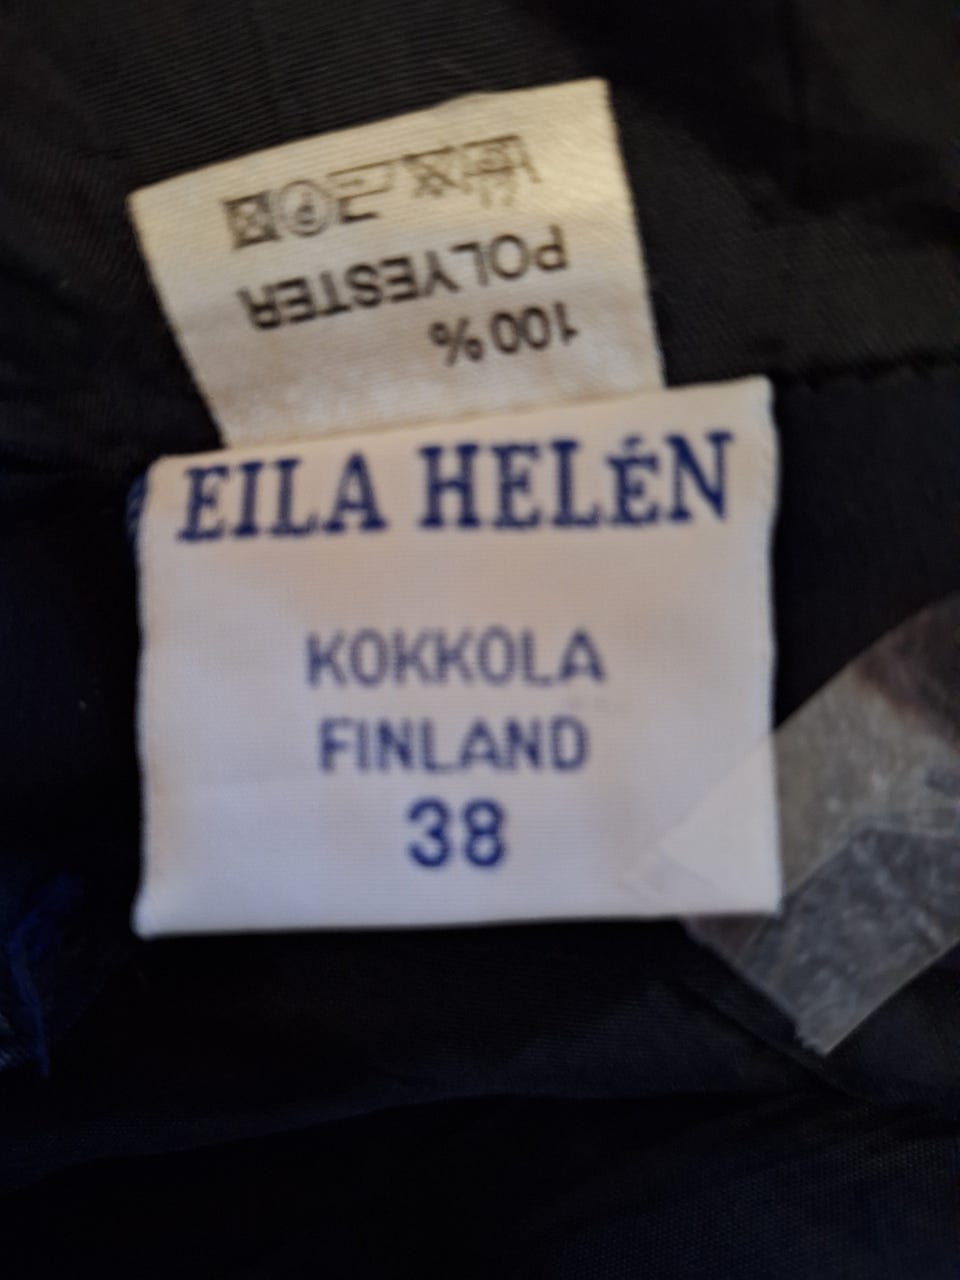 100%
POLYESTER
EILA HELÉN
KOKKOLA
FINLAND
38